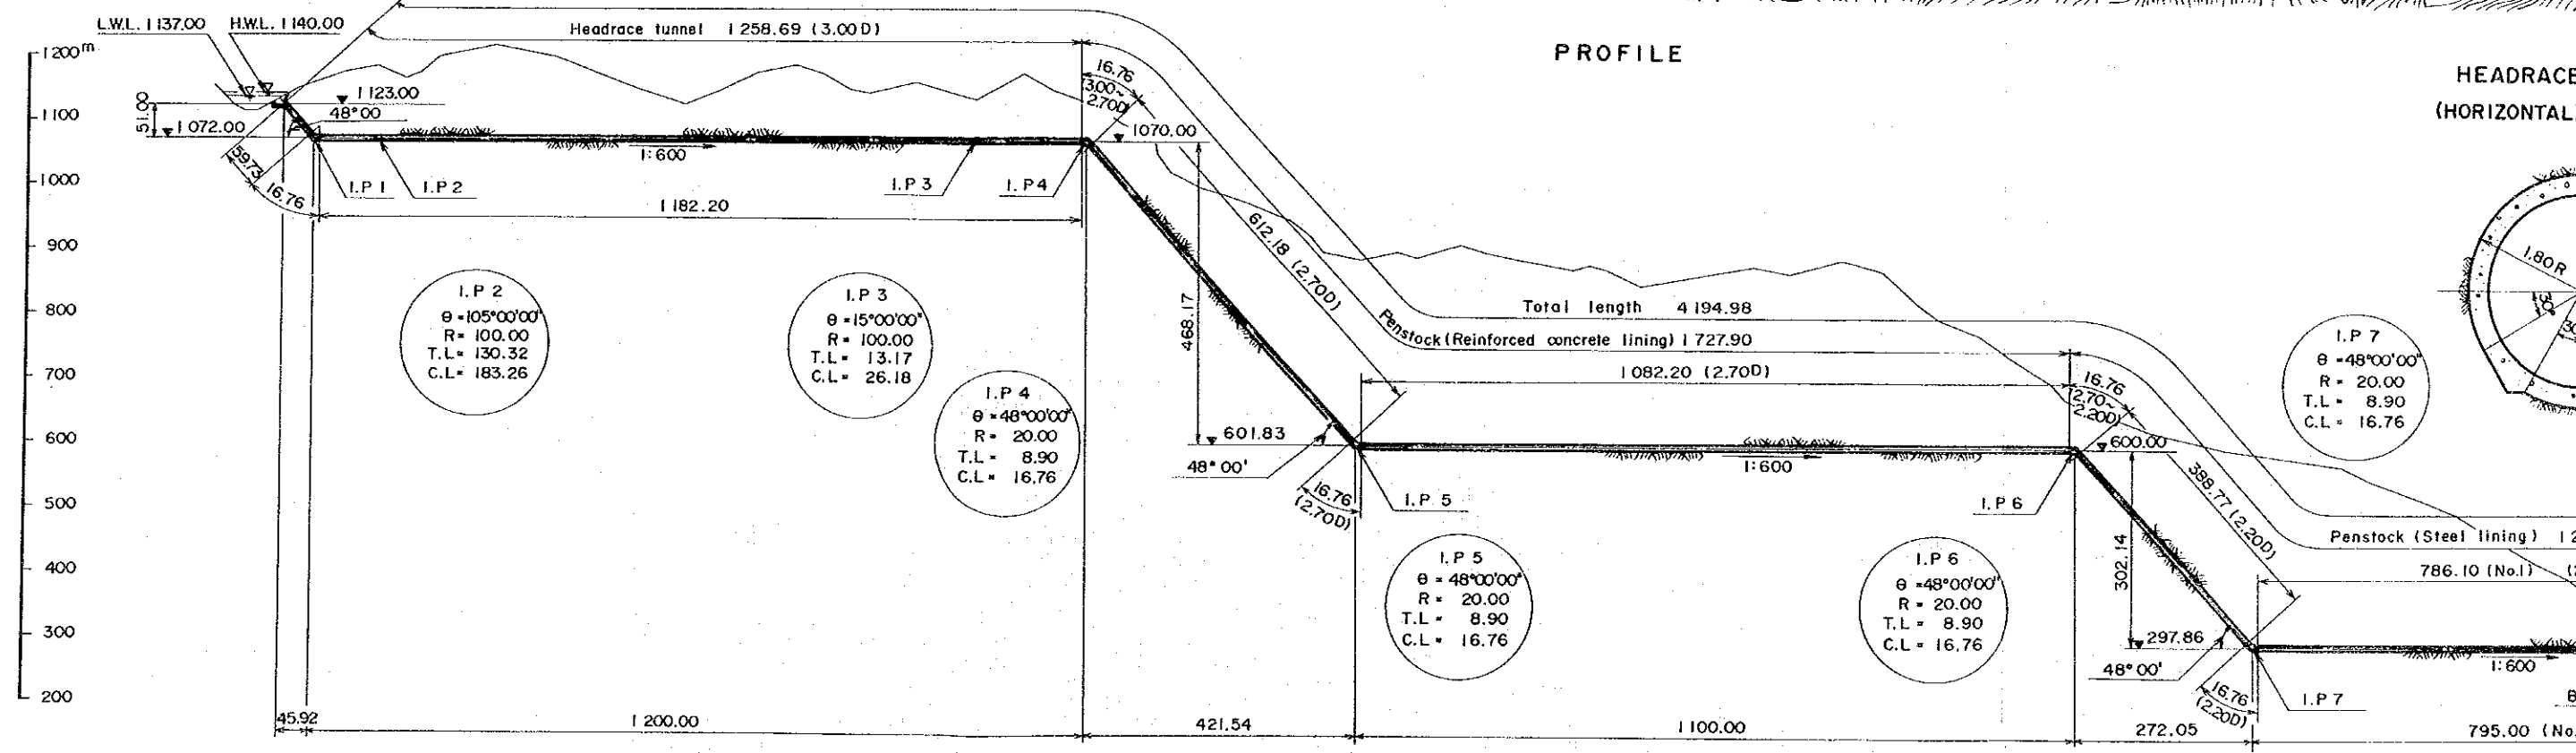 L.W.L. 1137.00 H.W.L. 1140.00
Headrace tunnel 1 258.69 (3.00D)
PROFILE
HEADRACE
(HORIZONTAL
1200m
1100
1000
900
800
700
600
500
400
300
200
51.00
1123.00
1072.00
48°00'
59.73
16.76
I.P 1
I.P 2
1:600
I.P 3
I.P 4
1 182.20
16.76
(3.00~
2.70D)
1070.00
468.17
612.18 (2.70D)
I.P 2
θ = 105°00'00"
R = 100.00
T.L = 130.32
C.L = 183.26
I.P 3
θ = 15°00'00"
R = 100.00
T.L = 13.17
C.L = 26.18
I.P 4
θ = 48°00'00"
R = 20.00
T.L = 8.90
C.L = 16.76
Total length 4 194.98
Penstock (Reinforced concrete lining) 1 727.90
1 082.20 (2.70D)
601.83
48°00'
16.76
(2.70D)
I.P 5
1:600
I.P 6
16.76
(2.70~
2.20D)
600.00
302.14
388.77 (2.20D)
I.P 5
θ = 48°00'00"
R = 20.00
T.L = 8.90
C.L = 16.76
I.P 6
θ = 48°00'00"
R = 20.00
T.L = 8.90
C.L = 16.76
I.P 7
θ = 48°00'00"
R = 20.00
T.L = 8.90
C.L = 16.76
1.80R
30°
30
Penstock (Steel lining) 1 2
786.10 (No.1)
297.86
48°00'
16.76
(2.20D)
I.P 7
1:600
45.92
1 200.00
421.54
1 100.00
272.05
795.00 (No